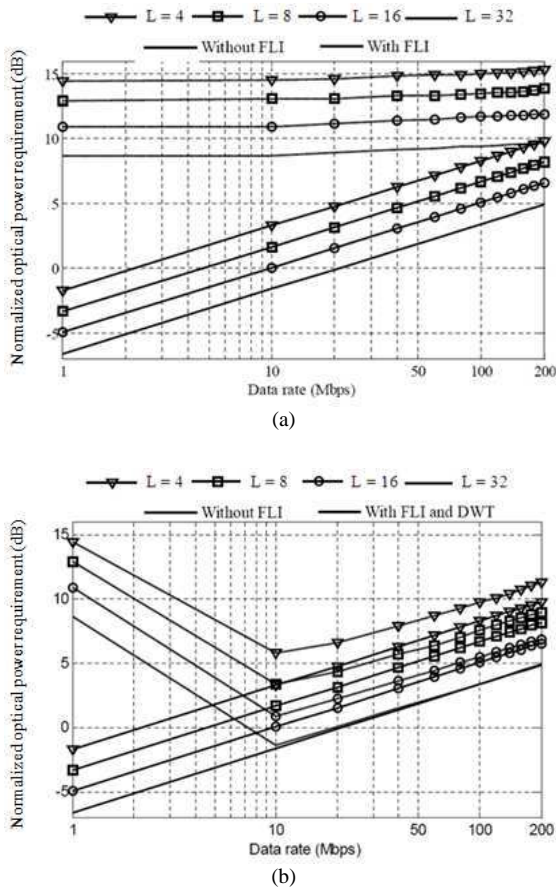 L = 4 L = 8 L = 16 L = 32
Without FLI With FLI
Normalized optical power requirement (dB)
15
10
5
0
-5
1 10 50 100 200
Data rate (Mbps)
(a)
L = 4 L = 8 L = 16 L = 32
Without FLI With FLI and DWT
Normalized optical power requirement (dB)
15
10
5
0
-5
1 10 50 100 200
Data rate (Mbps)
(b)